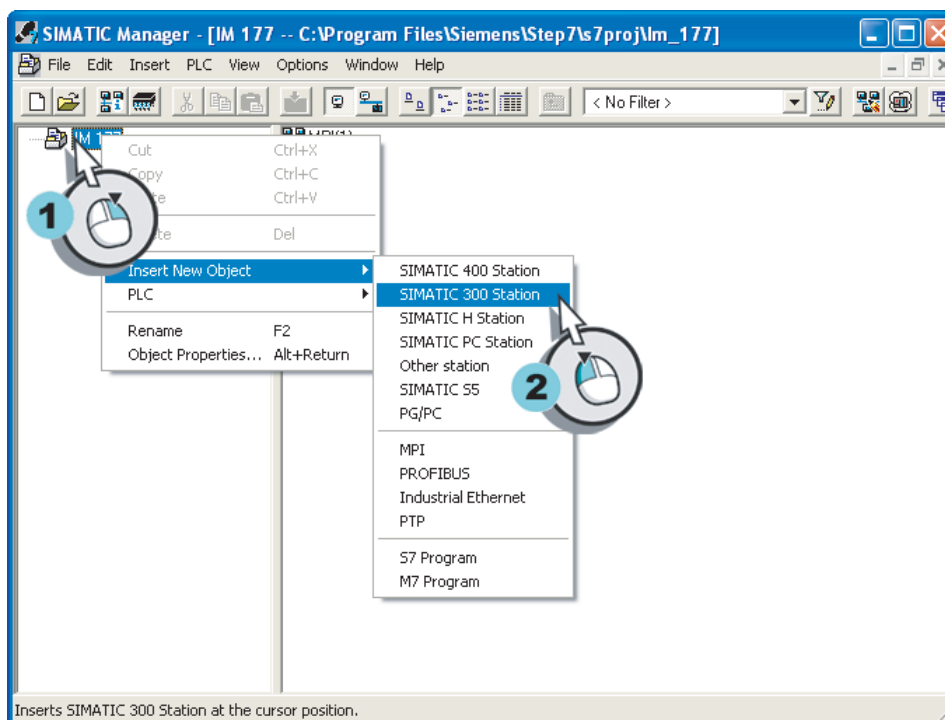 SIMATIC Manager - [IM 177 -- C:\Program Files\Siemens\Step7\s7proj\Im_177]
File Edit Insert PLC View Options Window Help
< No Filter >
IM 177
Cut Ctrl+X
Copy Ctrl+C
Ctrl+V
Del
Insert New Object
PLC
Rename F2
Object Properties... Alt+Return
SIMATIC 400 Station
SIMATIC 300 Station
SIMATIC H Station
SIMATIC PC Station
Other station
SIMATIC S5
PG/PC
MPI
PROFIBUS
Industrial Ethernet
PTP
S7 Program
M7 Program
1
2
Inserts SIMATIC 300 Station at the cursor position.